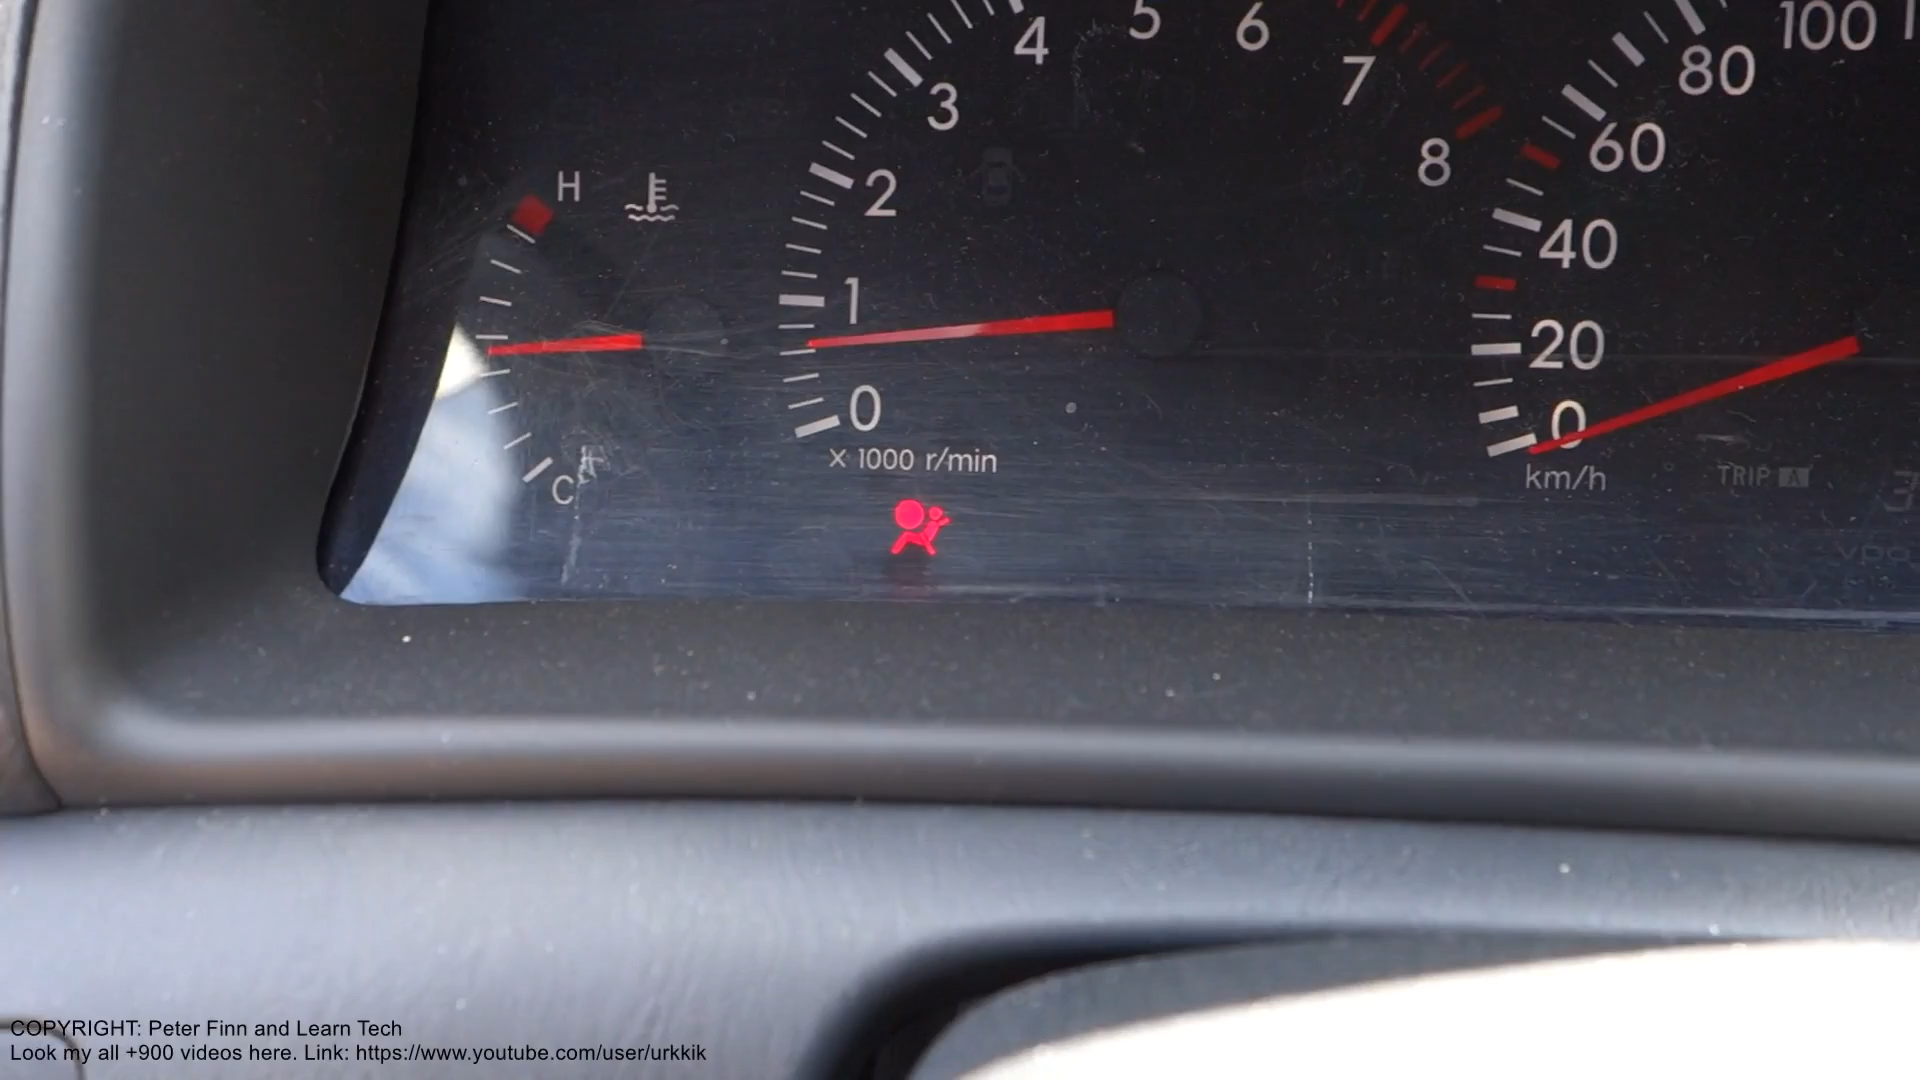 H
C
0
1
2
3
4
5
6
7
8
x 1000 r/min
0
20
40
60
80
100
km/h
TRIP A
COPYRIGHT: Peter Finn and Learn Tech
Look my all +900 videos here. Link: https://www.youtube.com/user/urkkik